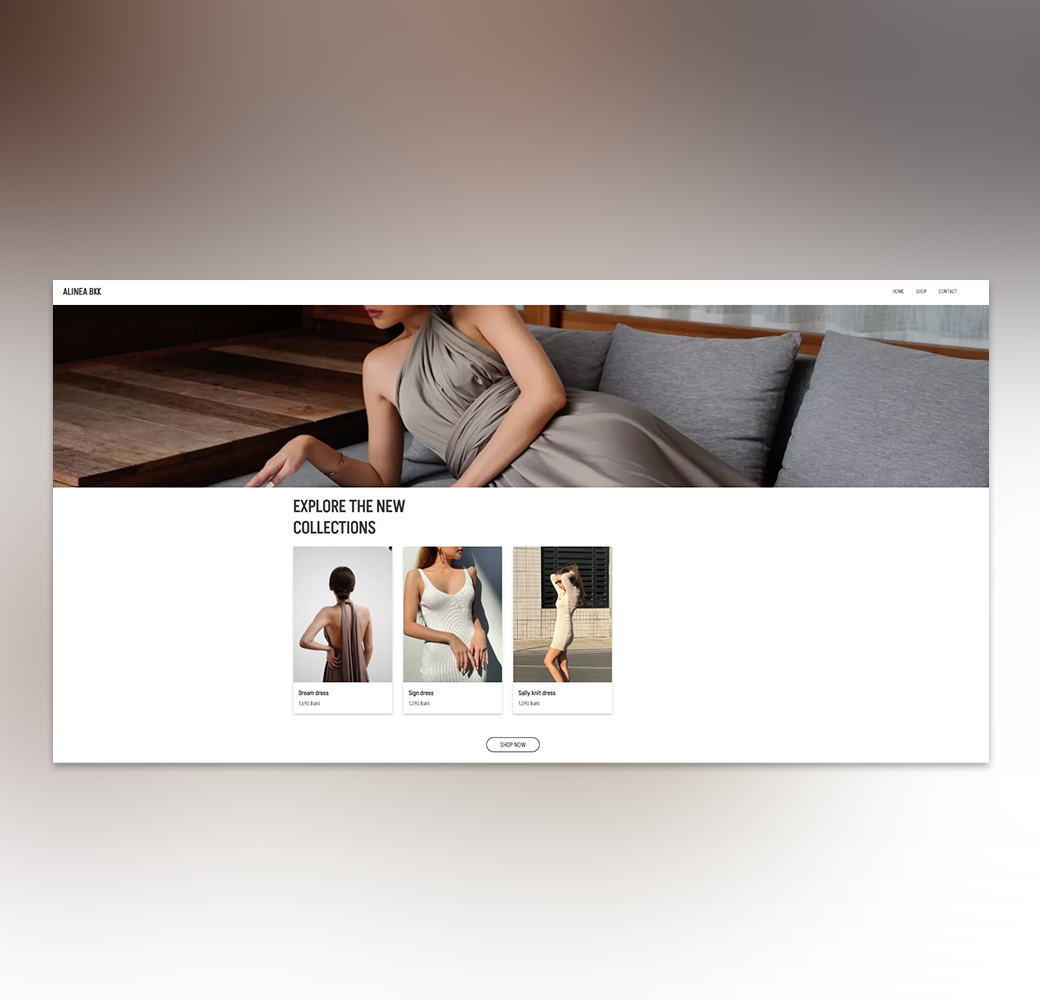 ALINEA BKK
HOME SHOP CONTACT
EXPLORE THE NEW
COLLECTIONS
Dream dress
1,690 Baht
Sign dress
1,290 Baht
Sally knit dress
1,090 Baht
SHOP NOW